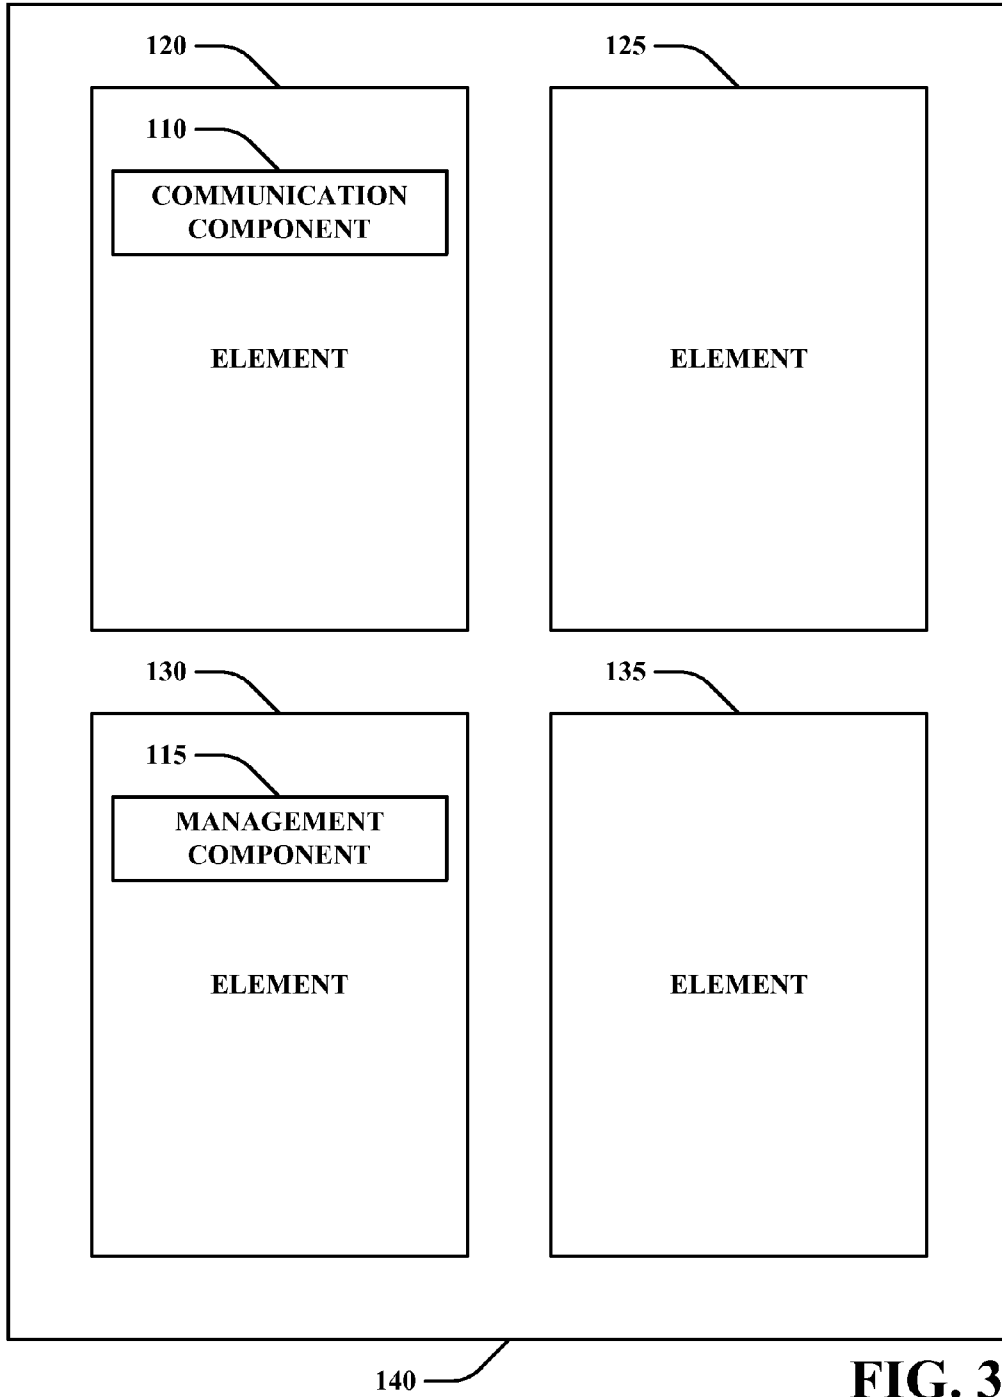 120
125
110
COMMUNICATION
COMPONENT
ELEMENT
ELEMENT
130
135
115
MANAGEMENT
COMPONENT
ELEMENT
ELEMENT
140
FIG. 3